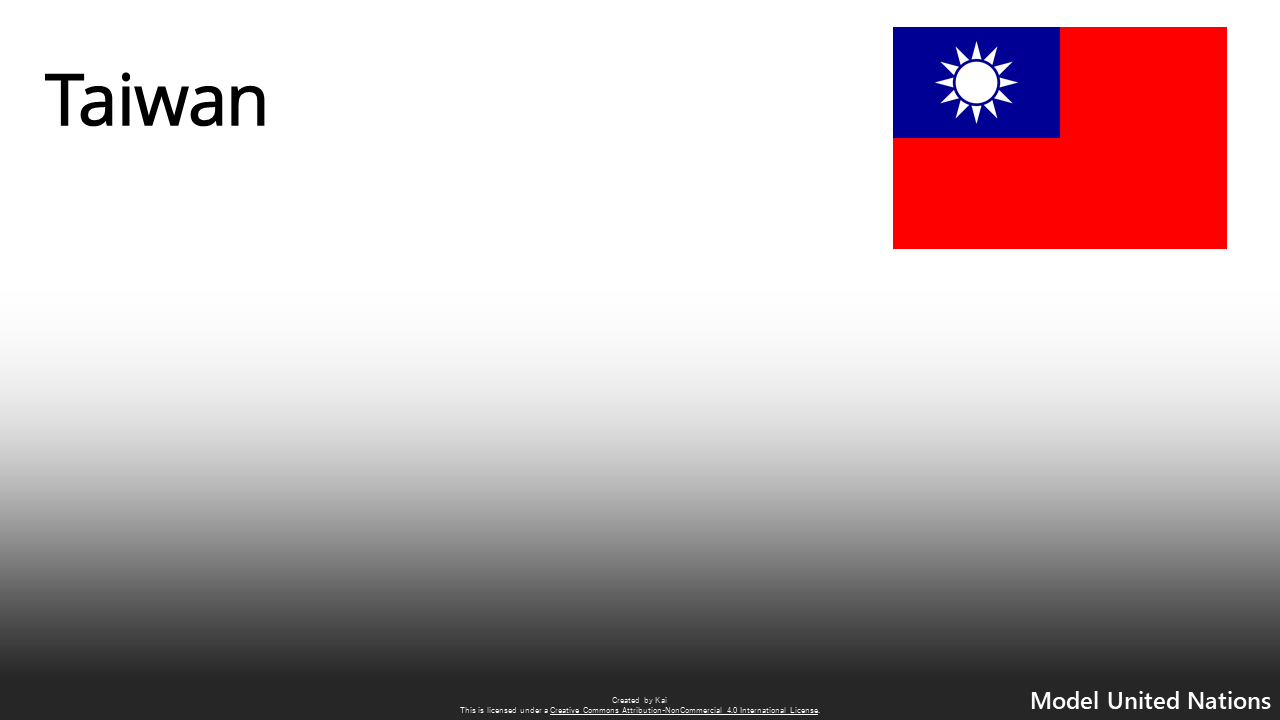 Taiwan
Created by Kai
This is licensed under a Creative Commons Attribution-NonCommercial 4.0 International License.
Model United Nations